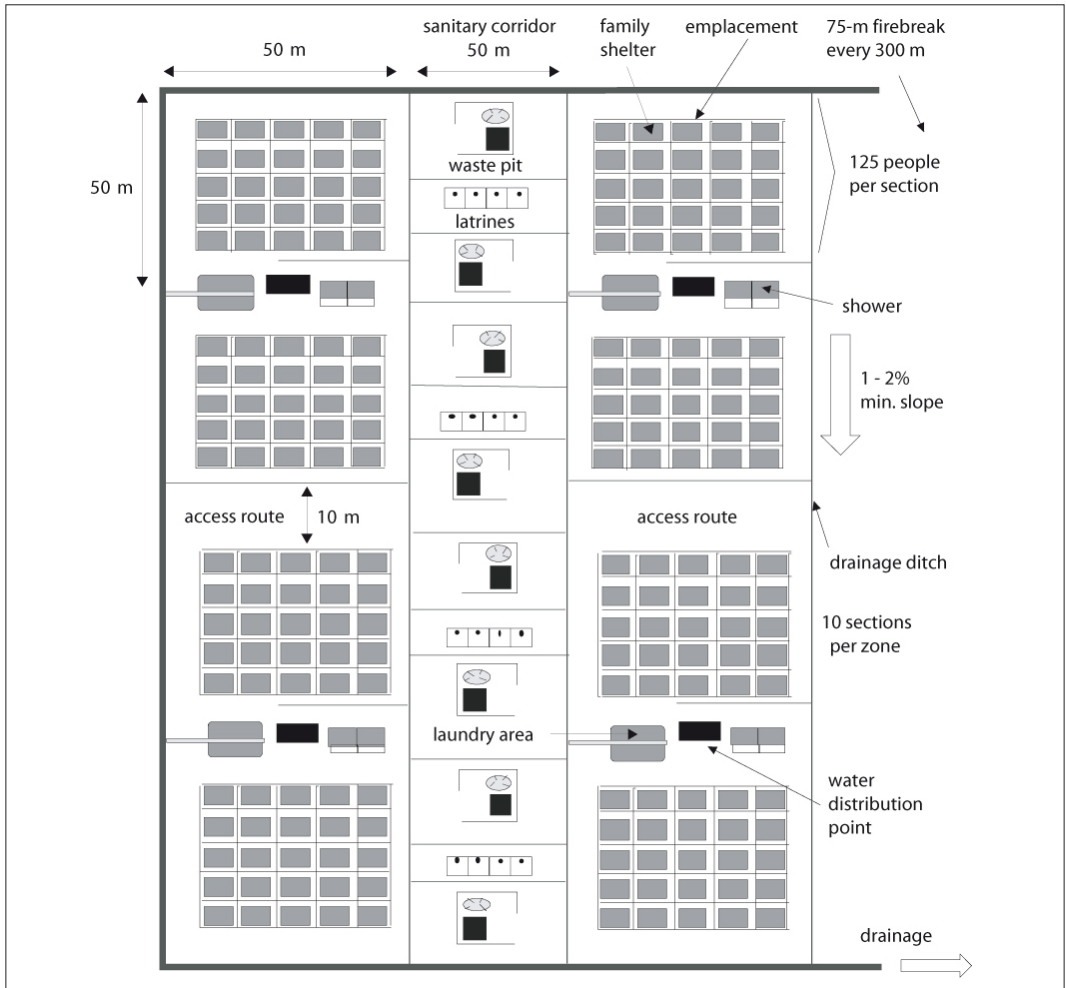 50 m
sanitary corridor
50 m
family
shelter
emplacement
75-m firebreak
every 300 m
50 m
waste pit
latrines
125 people
per section
shower
1 - 2%
min. slope
access route
10 m
access route
drainage ditch
10 sections
per zone
laundry area
water
distribution
point
drainage